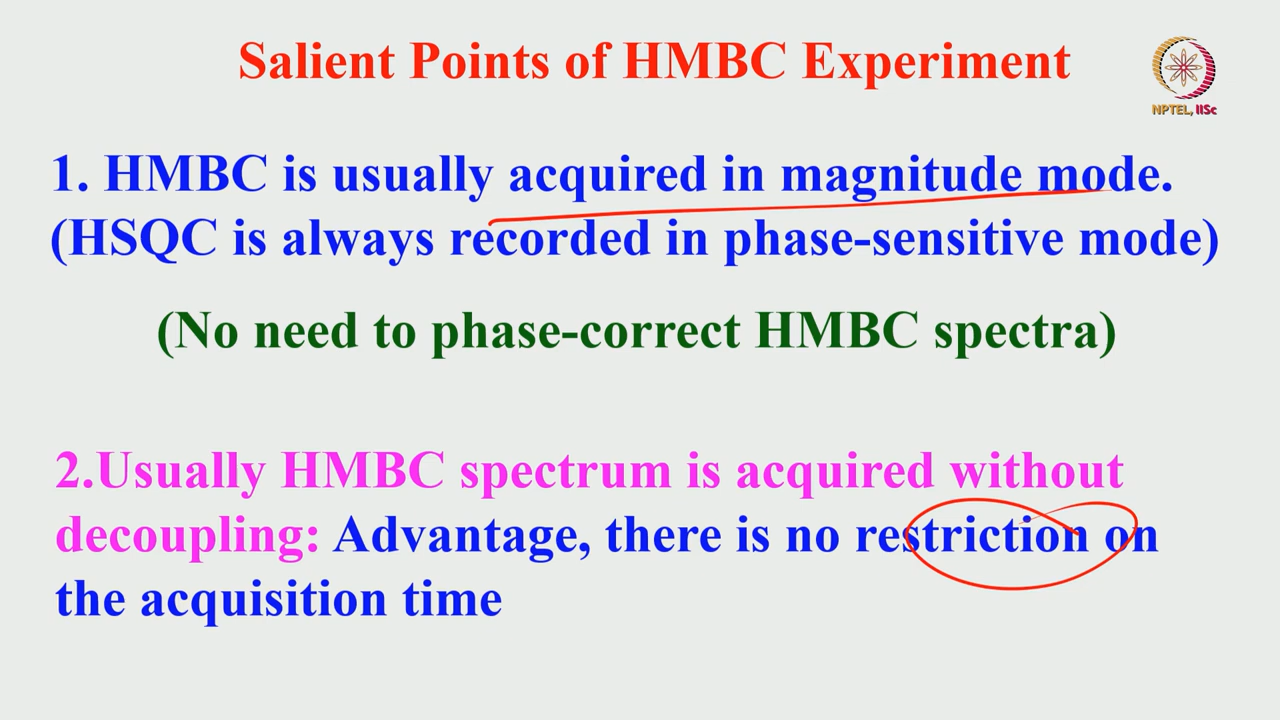 Salient Points of HMBC Experiment
NPTEL, IISc
1. HMBC is usually acquired in magnitude mode.
(HSQC is always recorded in phase-sensitive mode)
(No need to phase-correct HMBC spectra)
2.Usually HMBC spectrum is acquired without
decoupling: Advantage, there is no restriction on
the acquisition time